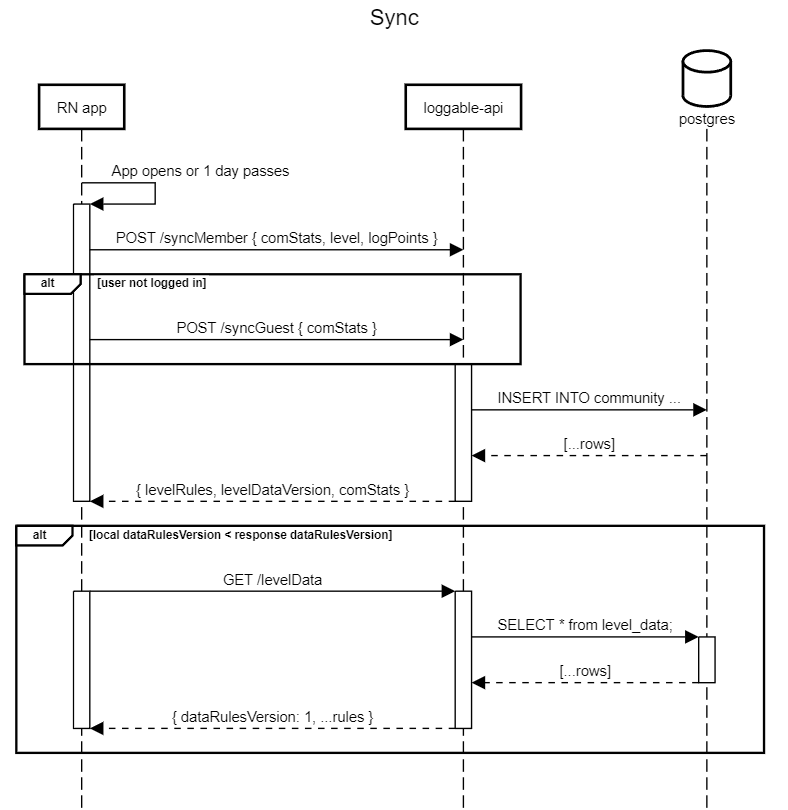 Sync
RN app
loggable-api
postgres
App opens or 1 day passes
POST /syncMember { comStats, level, logPoints }
alt
[user not logged in]
POST /syncGuest { comStats }
INSERT INTO community ...
[...rows]
{ levelRules, levelDataVersion, comStats }
alt
[local dataRulesVersion < response dataRulesVersion]
GET /levelData
SELECT * from level_data;
[...rows]
{ dataRulesVersion: 1, ...rules }